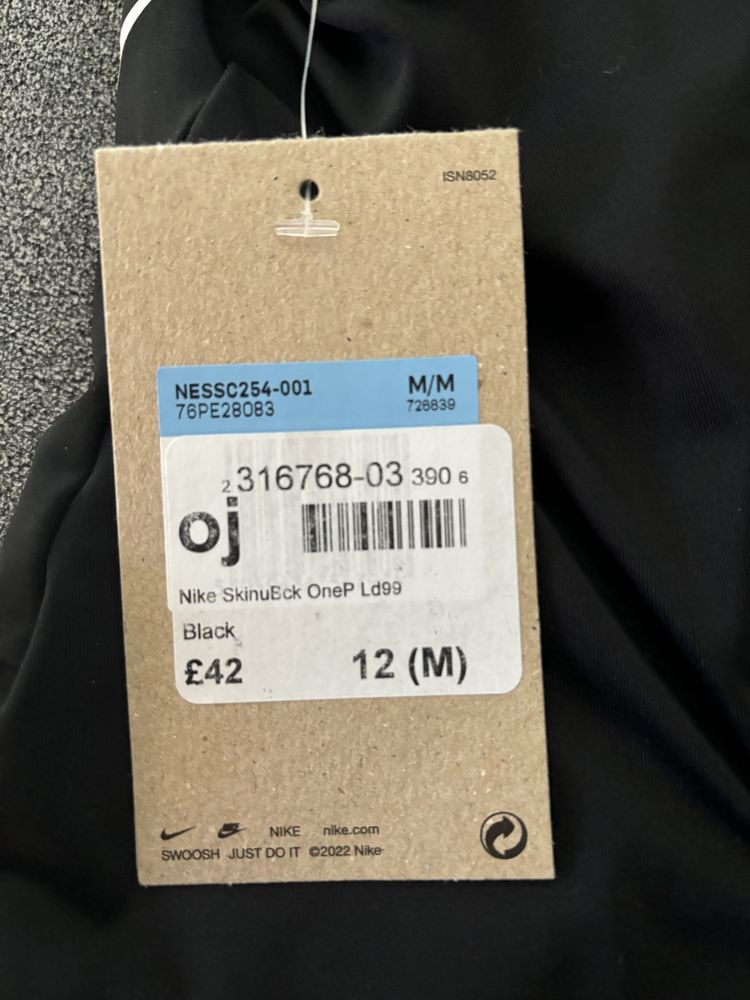 ISN8052
NESSC254-001 M/M
76PE28083 726839
2 316768-03 390 6
oj
Nike SkinuBck OneP Ld99
Black
£42 12 (M)
NIKE nike.com
SWOOSH JUST DO IT ©2022 Nike